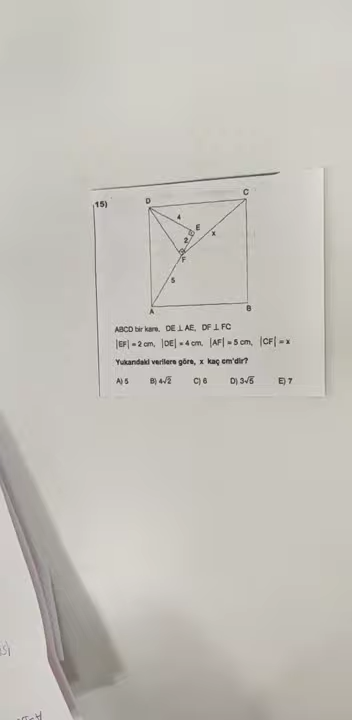 15)
D
C
4
E
2
x
F
5
A
B
ABCD bir kare, DE ⊥ AE, DF ⊥ FC
|EF| = 2 cm, |DE| = 4 cm, |AF| = 5 cm, |CF| = x
Yukarıdaki verilere göre, x kaç cm'dir?
A) 5 B) 4√2 C) 6 D) 3√5 E) 7